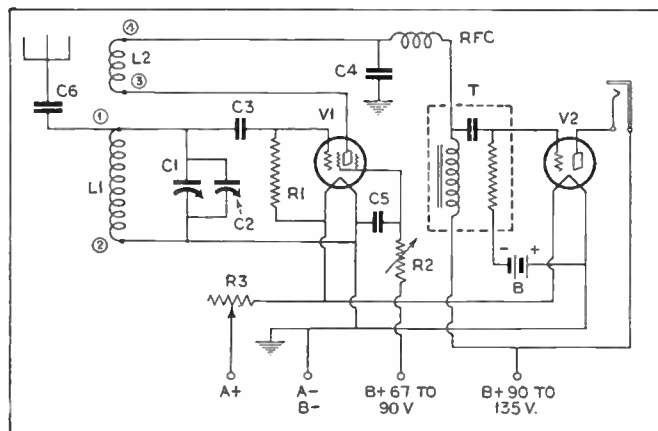 ④
RFC
L2
C4
③
T
C6
V1
V2
①
C3
C1
R1
L1
C5
C2
②
R2
- +
B
R3
A+
A-
B-
B+ 67 TO
90 V
B+ 90 TO
135 V.